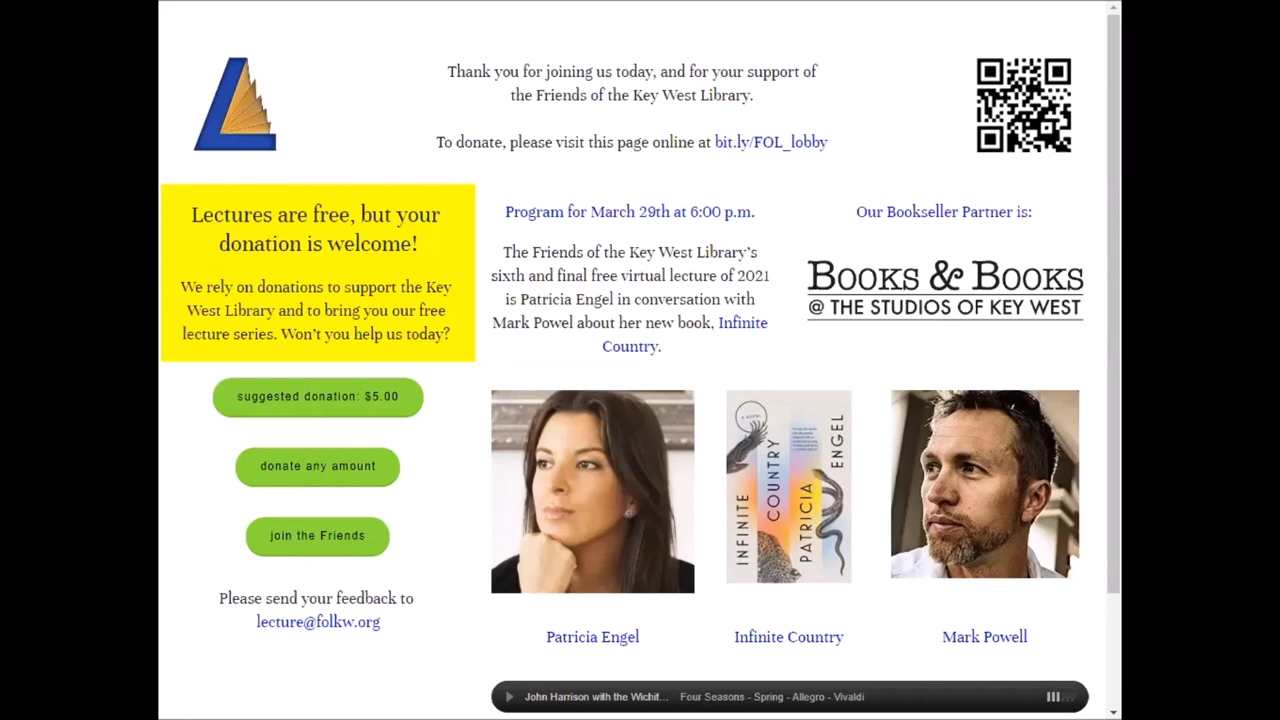 Thank you for joining us today, and for your support of
the Friends of the Key West Library.
To donate, please visit this page online at bit.ly/FOL_lobby
Lectures are free, but your
donation is welcome!
We rely on donations to support the Key
West Library and to bring you our free
lecture series. Won't you help us today?
suggested donation: $5.00
donate any amount
join the Friends
Please send your feedback to
lecture@folkw.org
Program for March 29th at 6:00 p.m.
The Friends of the Key West Library's
sixth and final free virtual lecture of 2021
is Patricia Engel in conversation with
Mark Powel about her new book, Infinite
Country.
Our Bookseller Partner is:
BOOKS & BOOKS
@ THE STUDIOS OF KEY WEST
A NOVEL
INFINITE
COUNTRY
PATRICIA
ENGEL
Patricia Engel
Infinite Country
Mark Powell
John Harrison with the Wichit... Four Seasons - Spring - Allegro - Vivaldi